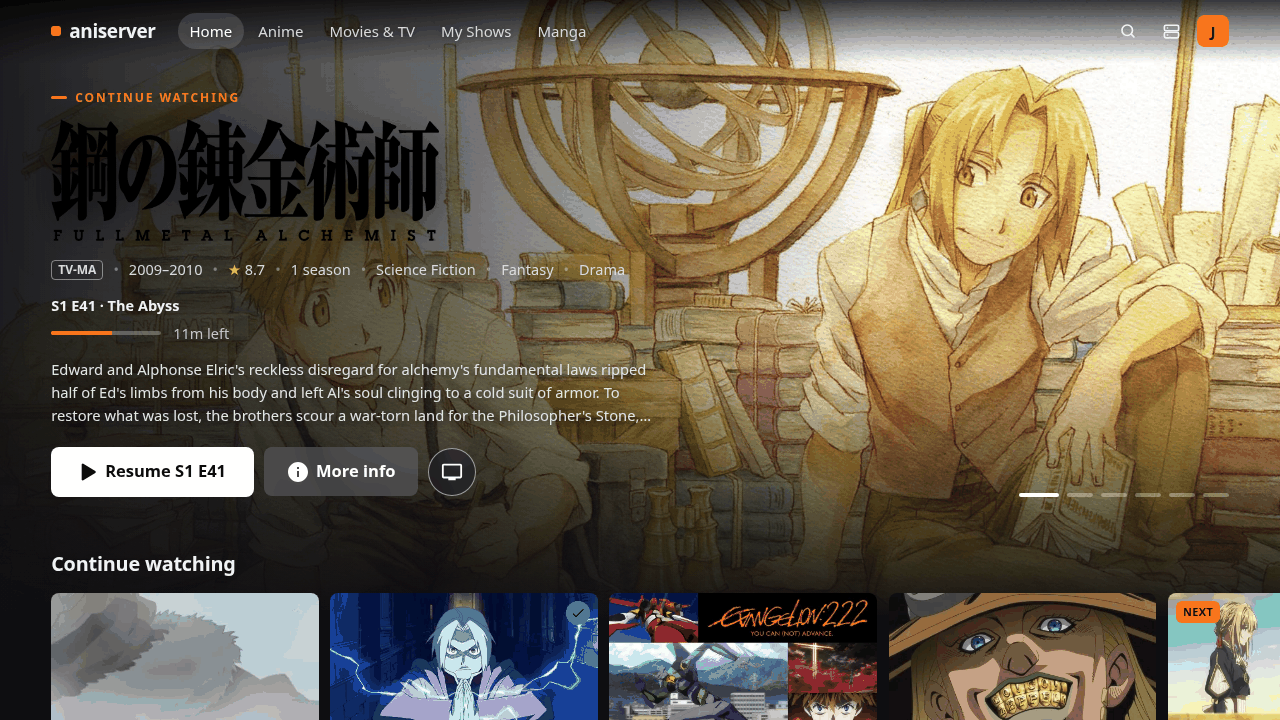 aniserver
Home
Anime
Movies & TV
My Shows
Manga
J
CONTINUE WATCHING
鋼の錬金術師
FULLMETAL ALCHEMIST
TV-MA • 2009–2010 • ★ 8.7 • 1 season • Science Fiction • Fantasy • Drama
S1 E41 · The Abyss
11m left
Edward and Alphonse Elric's reckless disregard for alchemy's fundamental laws ripped
half of Ed's limbs from his body and left Al's soul clinging to a cold suit of armor. To
restore what was lost, the brothers scour a war-torn land for the Philosopher's Stone,...
Resume S1 E41
More info
Continue watching
EVANGELION:2.22
YOU CAN (NOT) ADVANCE.
NEXT